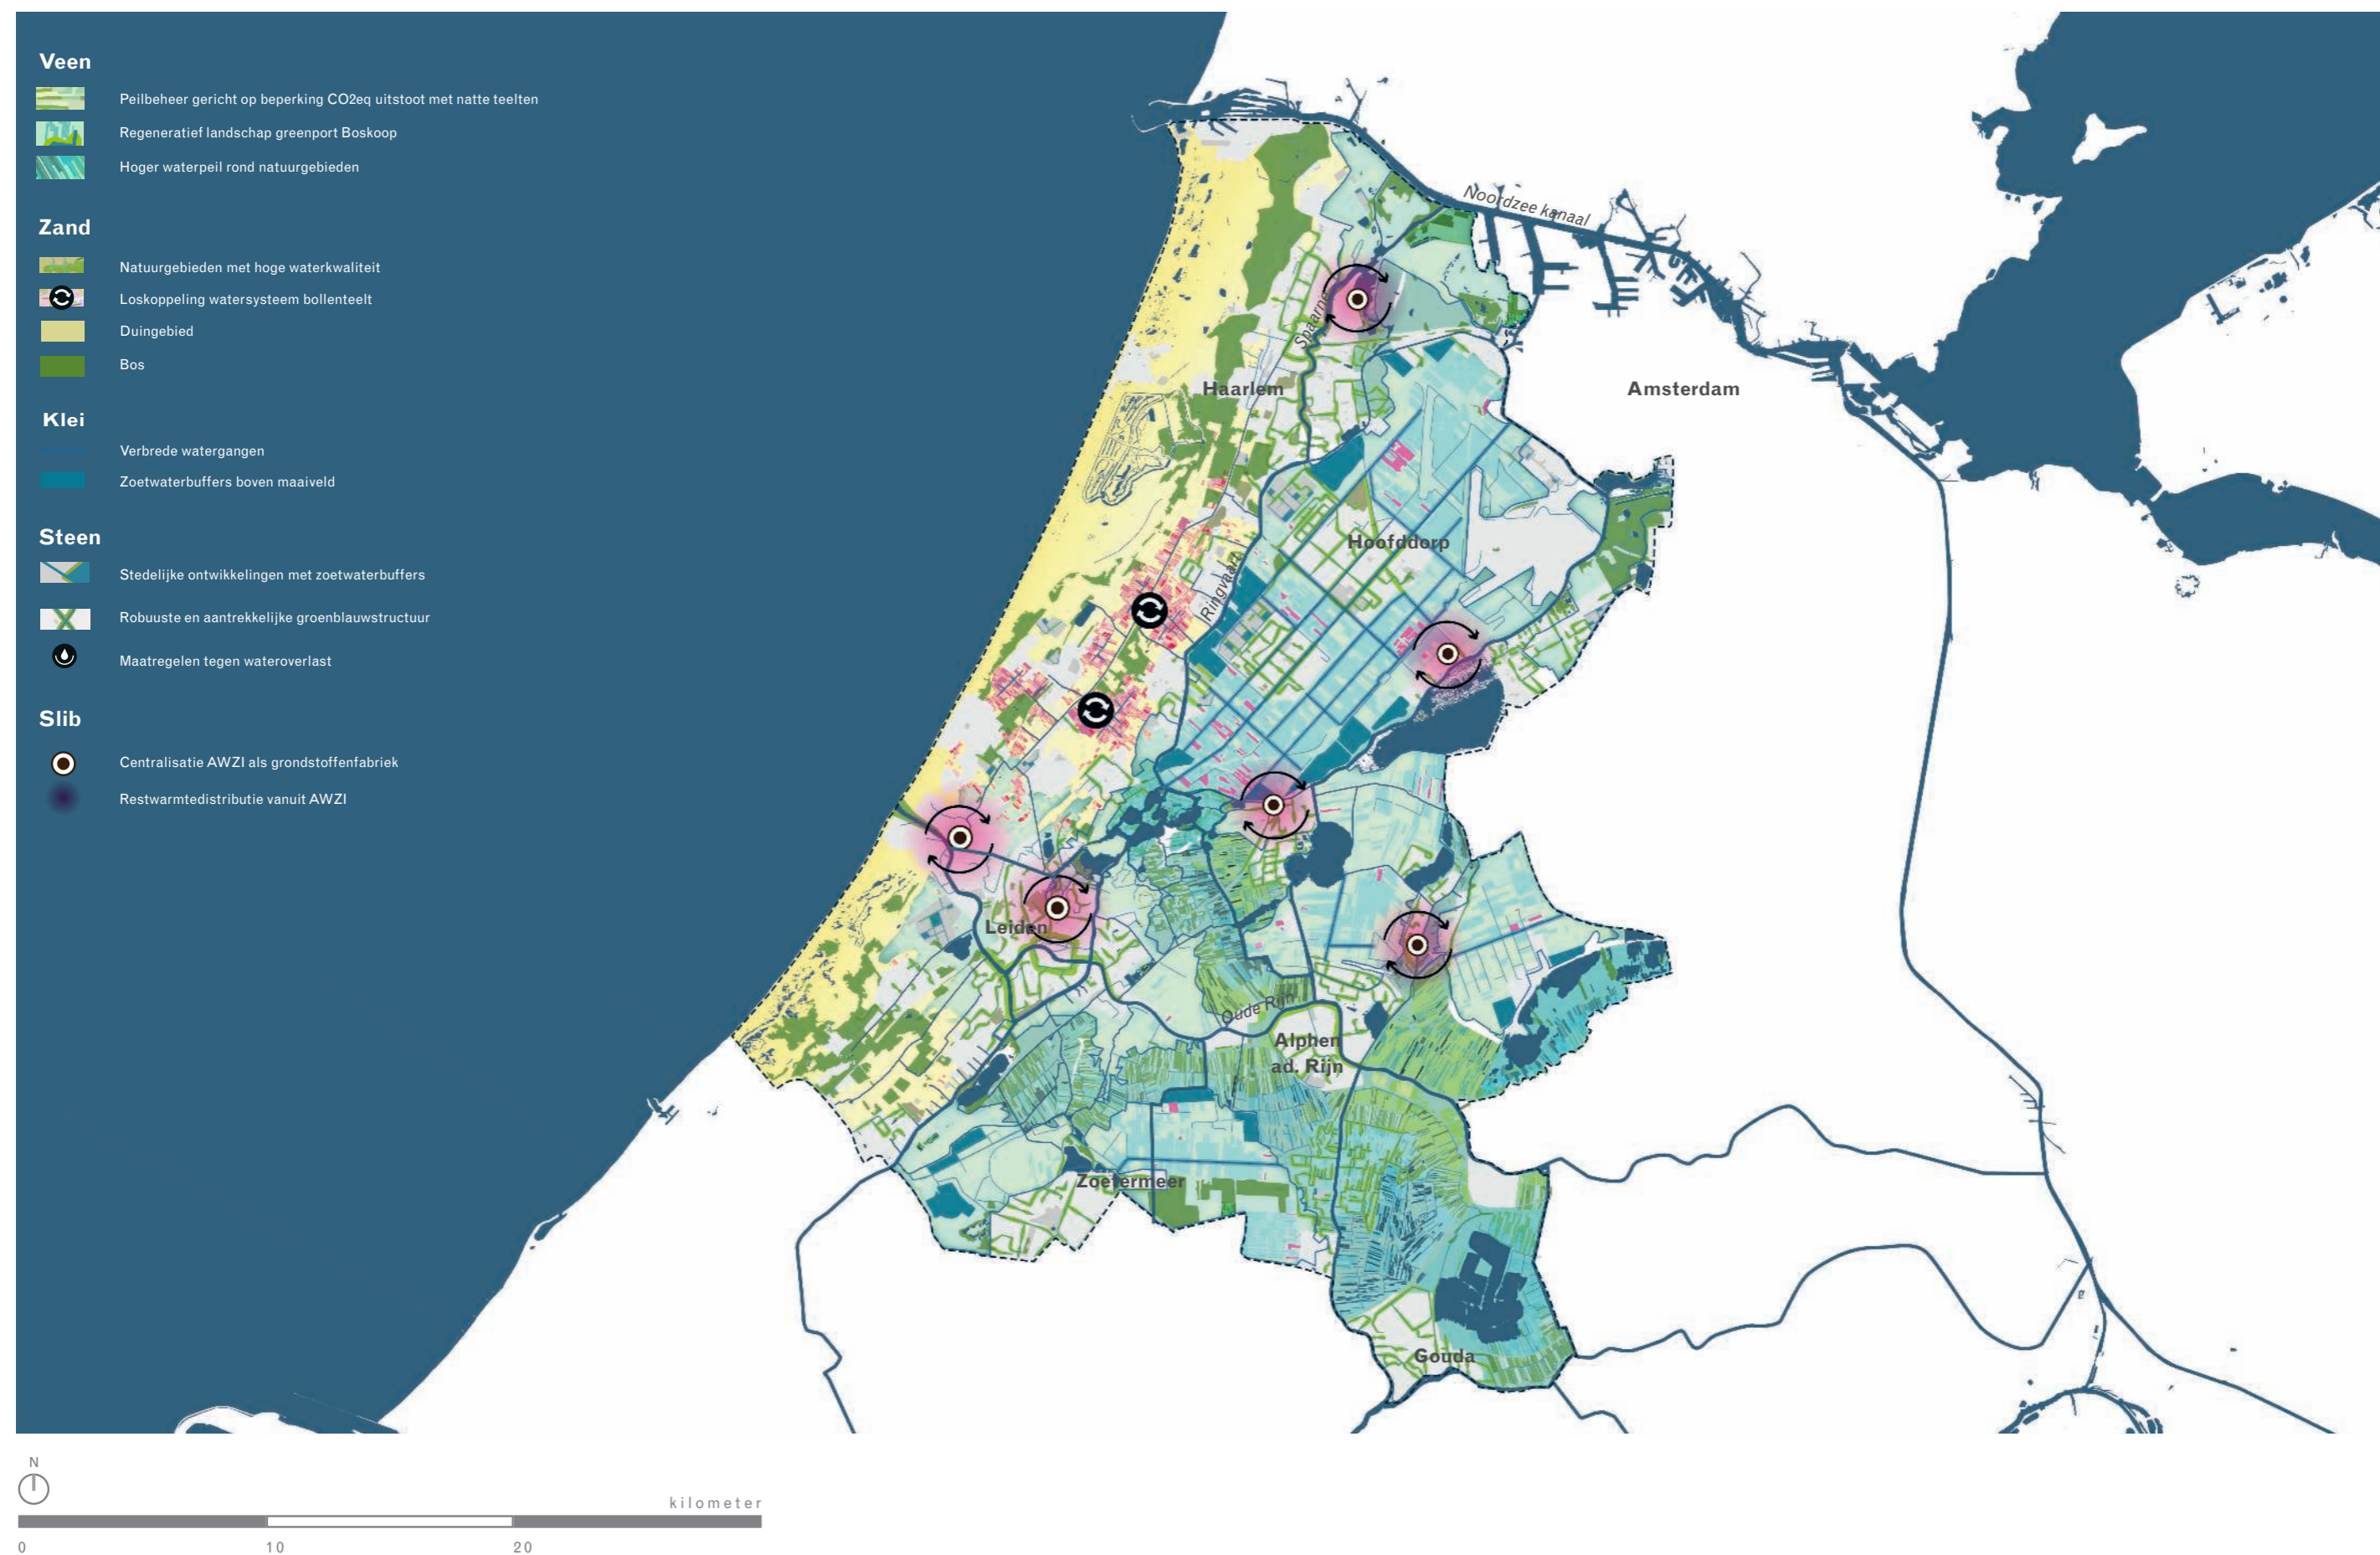 Veen
Peilbeheer gericht op beperking CO2eq uitstoot met natte teelten
Regeneratief landschap greenport Boskoop
Hoger waterpeil rond natuurgebieden
Zand
Natuurgebieden met hoge waterkwaliteit
Loskoppeling watersysteem bollenteelt
Duingebied
Bos
Klei
Verbrede watergangen
Zoetwaterbuffers boven maaiveld
Steen
Stedelijke ontwikkelingen met zoetwaterbuffers
Robuuste en aantrekkelijke groenblauwstructuur
Maatregelen tegen wateroverlast
Slib
Centralisatie AWZI als grondstoffenfabriek
Restwarmtedistributie vanuit AWZI
Noordzee kanaal
Spaarne
Haarlem
Amsterdam
Hoofddorp
Ringvaart
Leiden
Oude Rijn
Alphen
ad. Rijn
Zoetermeer
Gouda
N
kilometer
0 10 20